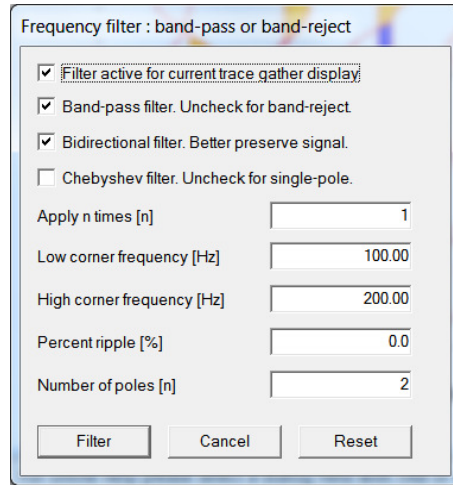 Frequency filter : band-pass or band-reject
Filter active for current trace gather display
Band-pass filter. Uncheck for band-reject.
Bidirectional filter. Better preserve signal.
Chebyshev filter. Uncheck for single-pole.
Apply n times [n] 1
Low corner frequency [Hz] 100.00
High corner frequency [Hz] 200.00
Percent ripple [%] 0.0
Number of poles [n] 2
Filter Cancel Reset